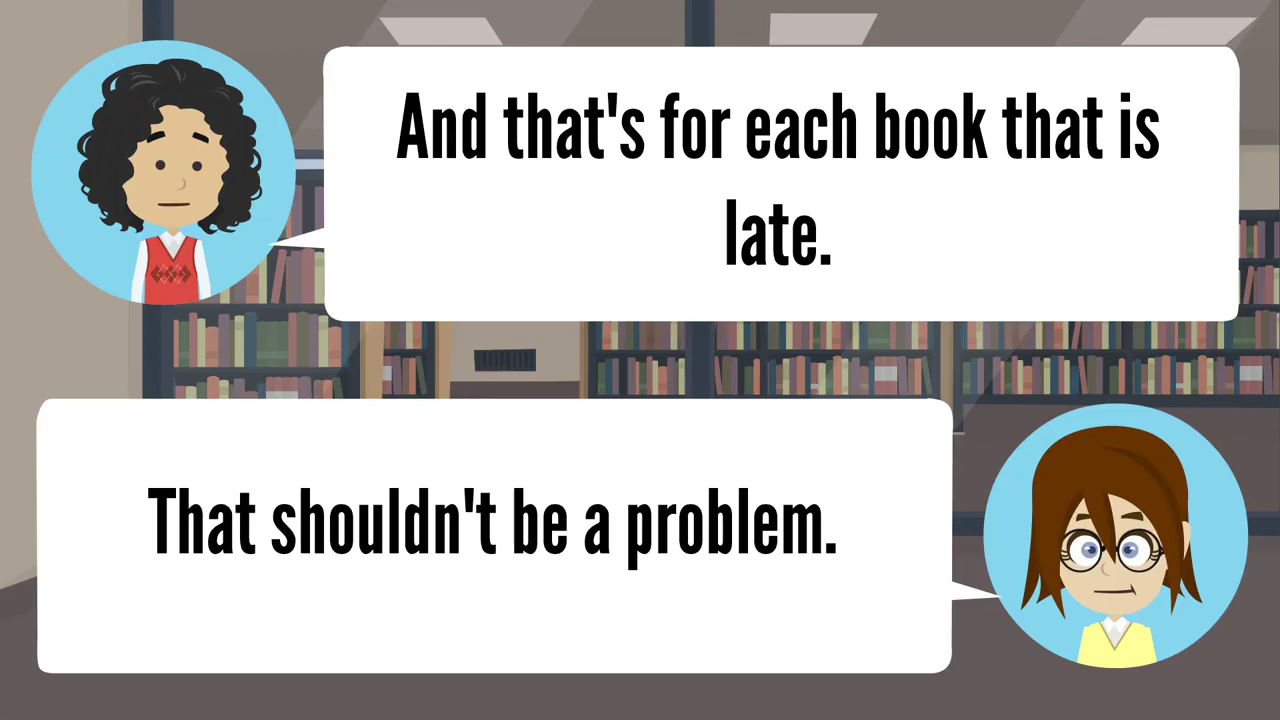 And that's for each book that is
late.
That shouldn't be a problem.